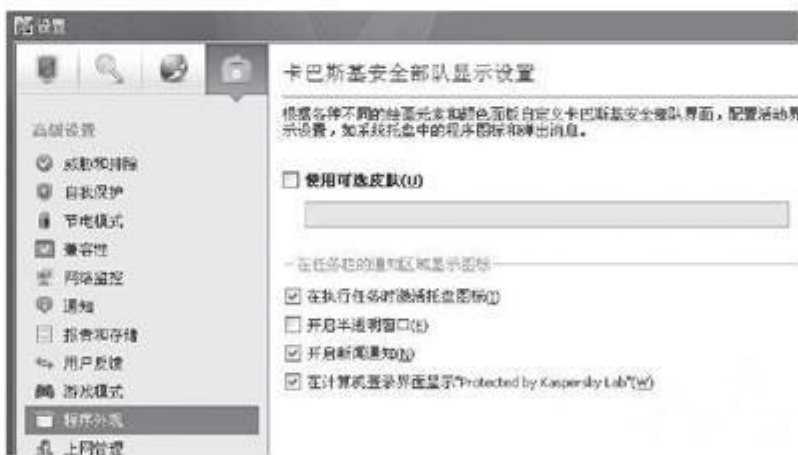 设置
卡巴斯基安全部队显示设置
根据各种不同的绘画元素和颜色面板自定义卡巴斯基安全部队界面，配置活动界
示设置，如系统托盘中的程序图标和弹出消息。
使用可选皮肤(U)
在任务栏的通知区域显示图标
在执行任务时激活托盘图标(I)
开启半透明窗口(E)
开启新闻通知(N)
在计算机登录界面显示"Protected by Kaspersky Lab"(W)
高级设置
威胁和排除
自我保护
节电模式
兼容性
网络监控
通知
报告和存储
用户反馈
游戏模式
程序外观
上网管理